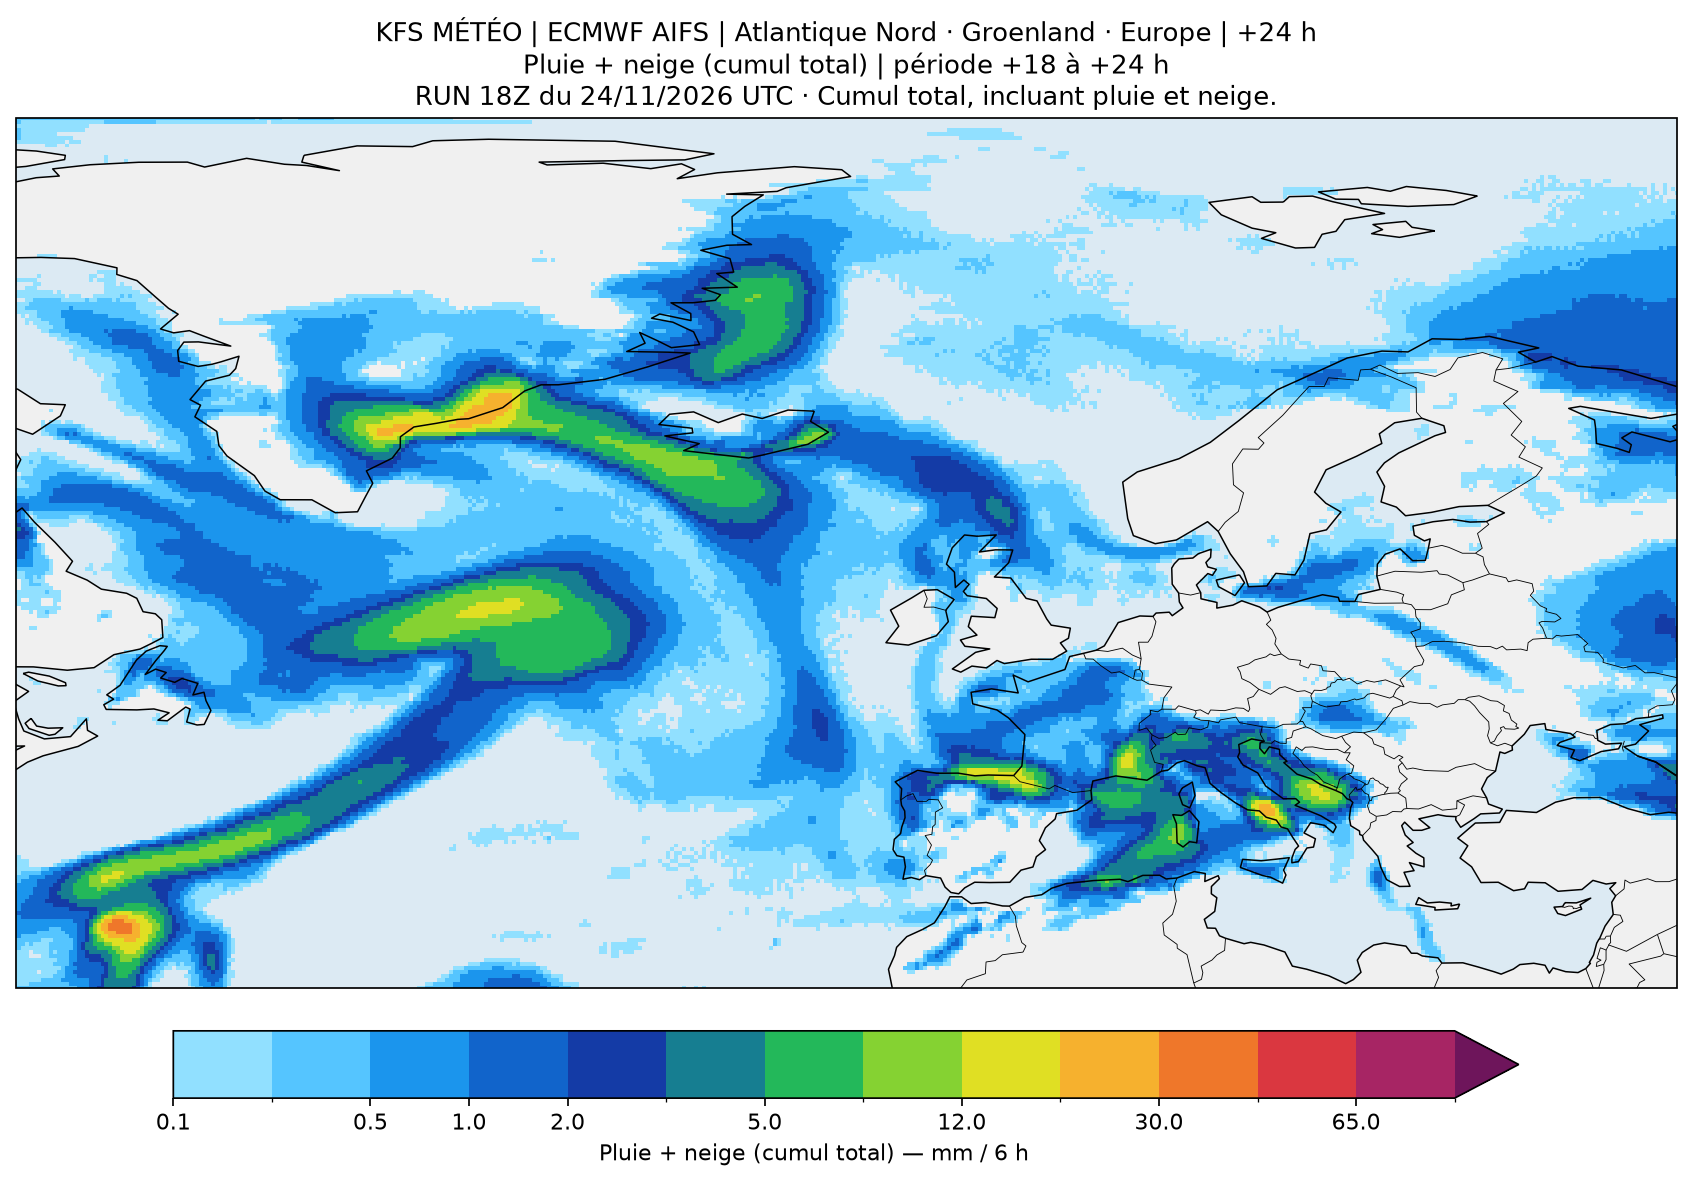 KFS MÉTÉO | ECMWF AIFS | Atlantique Nord · Groenland · Europe | +24 h
Pluie + neige (cumul total) | période +18 à +24 h
RUN 18Z du 24/11/2026 UTC · Cumul total, incluant pluie et neige.
0.1 0.5 1.0 2.0 5.0 12.0 30.0 65.0
Pluie + neige (cumul total) — mm / 6 h